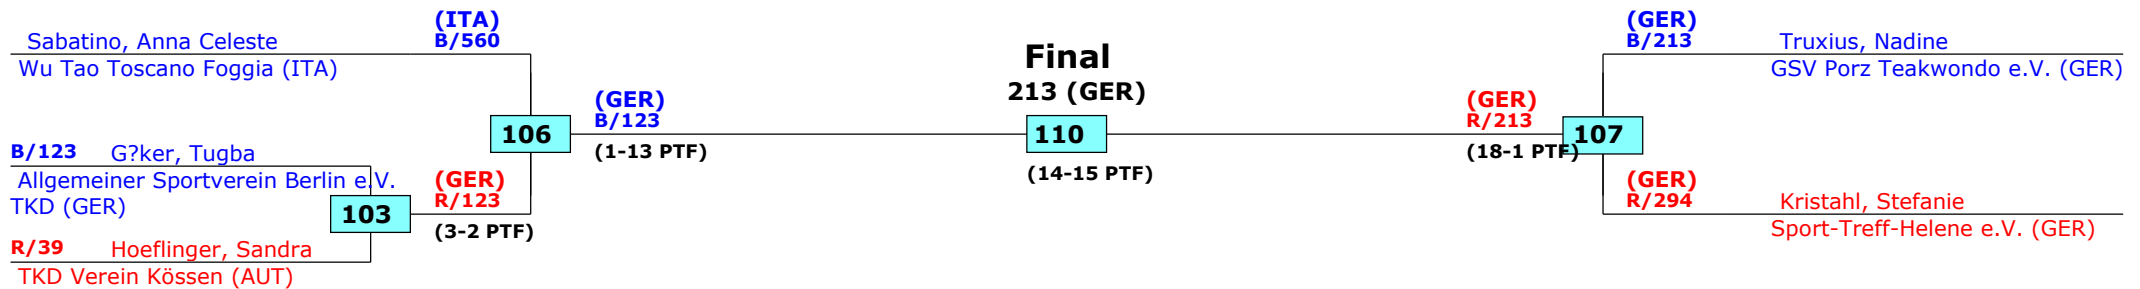 (ITA)
B/560
Sabatino, Anna Celeste
Wu Tao Toscano Foggia (ITA)
106
(GER)
B/123
(1-13 PTF)
B/123 G?ker, Tugba
Allgemeiner Sportverein Berlin e.V.
TKD (GER)
103
(GER)
R/123
(3-2 PTF)
R/39 Hoeflinger, Sandra
TKD Verein Kössen (AUT)
Final
213 (GER)
110
(14-15 PTF)
(GER)
R/213
(18-1 PTF)
107
(GER)
B/213
Truxius, Nadine
GSV Porz Teakwondo e.V. (GER)
(GER)
R/294
Kristahl, Stefanie
Sport-Treff-Helene e.V. (GER)